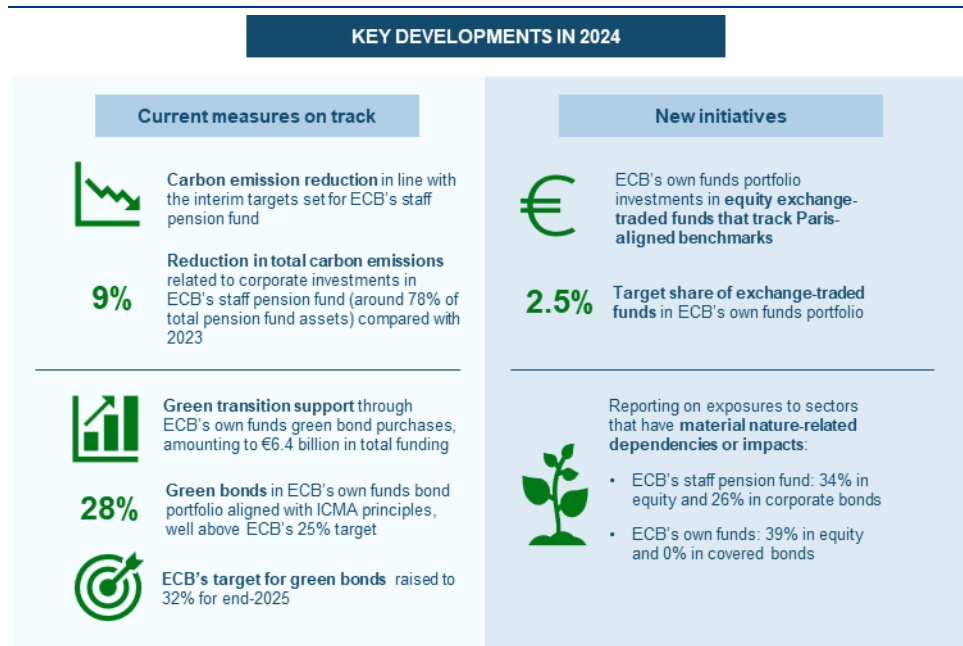 KEY DEVELOPMENTS IN 2024
Current measures on track
Carbon emission reduction in line with
the interim targets set for ECB's staff
pension fund
9%
Reduction in total carbon emissions
related to corporate investments in
ECB's staff pension fund (around 78% of
total pension fund assets) compared with
2023
Green transition support through
ECB's own funds green bond purchases,
amounting to €6.4 billion in total funding
28%
Green bonds in ECB's own funds bond
portfolio aligned with ICMA principles,
well above ECB's 25% target
ECB's target for green bonds raised to
32% for end-2025
New initiatives
€
ECB's own funds portfolio
investments in equity exchange-
traded funds that track Paris-
aligned benchmarks
2.5%
Target share of exchange-traded
funds in ECB's own funds portfolio
Reporting on exposures to sectors
that have material nature-related
dependencies or impacts:
• ECB's staff pension fund: 34% in
equity and 26% in corporate bonds
• ECB's own funds: 39% in equity
and 0% in covered bonds